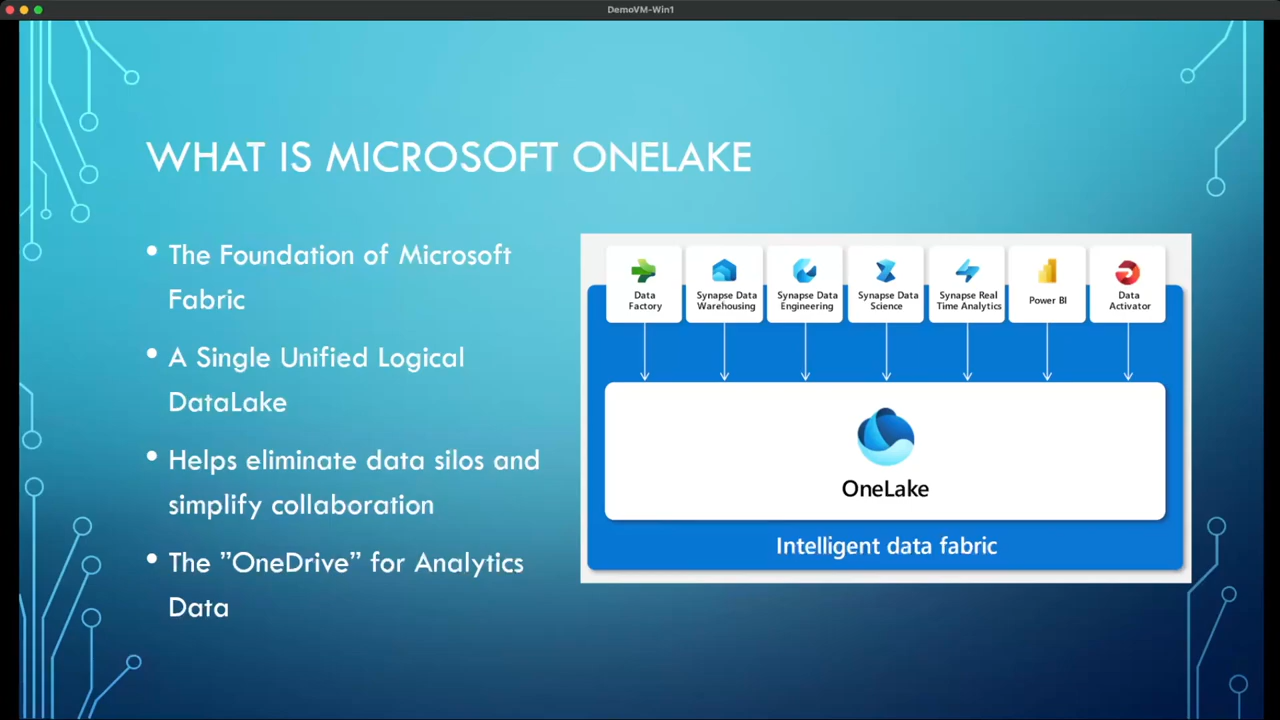 DemoVM-Win1
WHAT IS MICROSOFT ONELAKE
• The Foundation of Microsoft
Fabric
• A Single Unified Logical
DataLake
• Helps eliminate data silos and
simplify collaboration
• The ”OneDrive” for Analytics
Data
Data
Factory
Synapse Data
Warehousing
Synapse Data
Engineering
Synapse Data
Science
Synapse Real
Time Analytics
Power BI
Data
Activator
OneLake
Intelligent data fabric